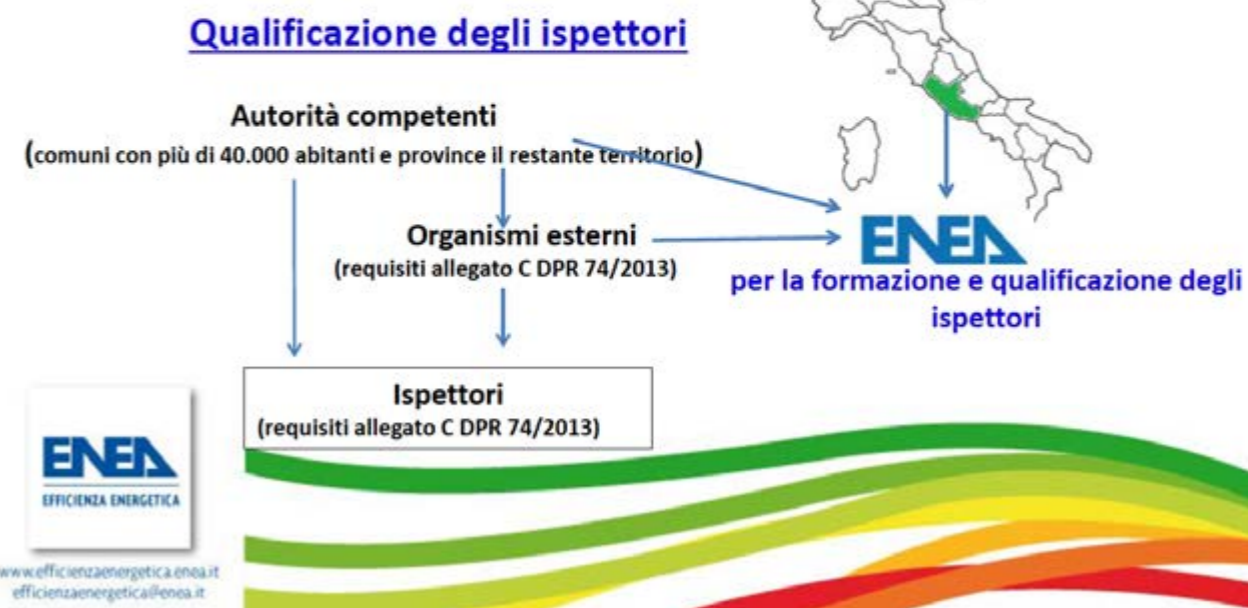 Qualificazione degli ispettori
Autorità competenti
(comuni con più di 40.000 abitanti e province il restante territorio)
Organismi esterni
(requisiti allegato C DPR 74/2013)
ENEA
per la formazione e qualificazione degli
ispettori
Ispettori
(requisiti allegato C DPR 74/2013)
ENEA
EFFICIENZA ENERGETICA
www.efficienzaenergetica.enea.it
efficienzaenergetica@enea.it